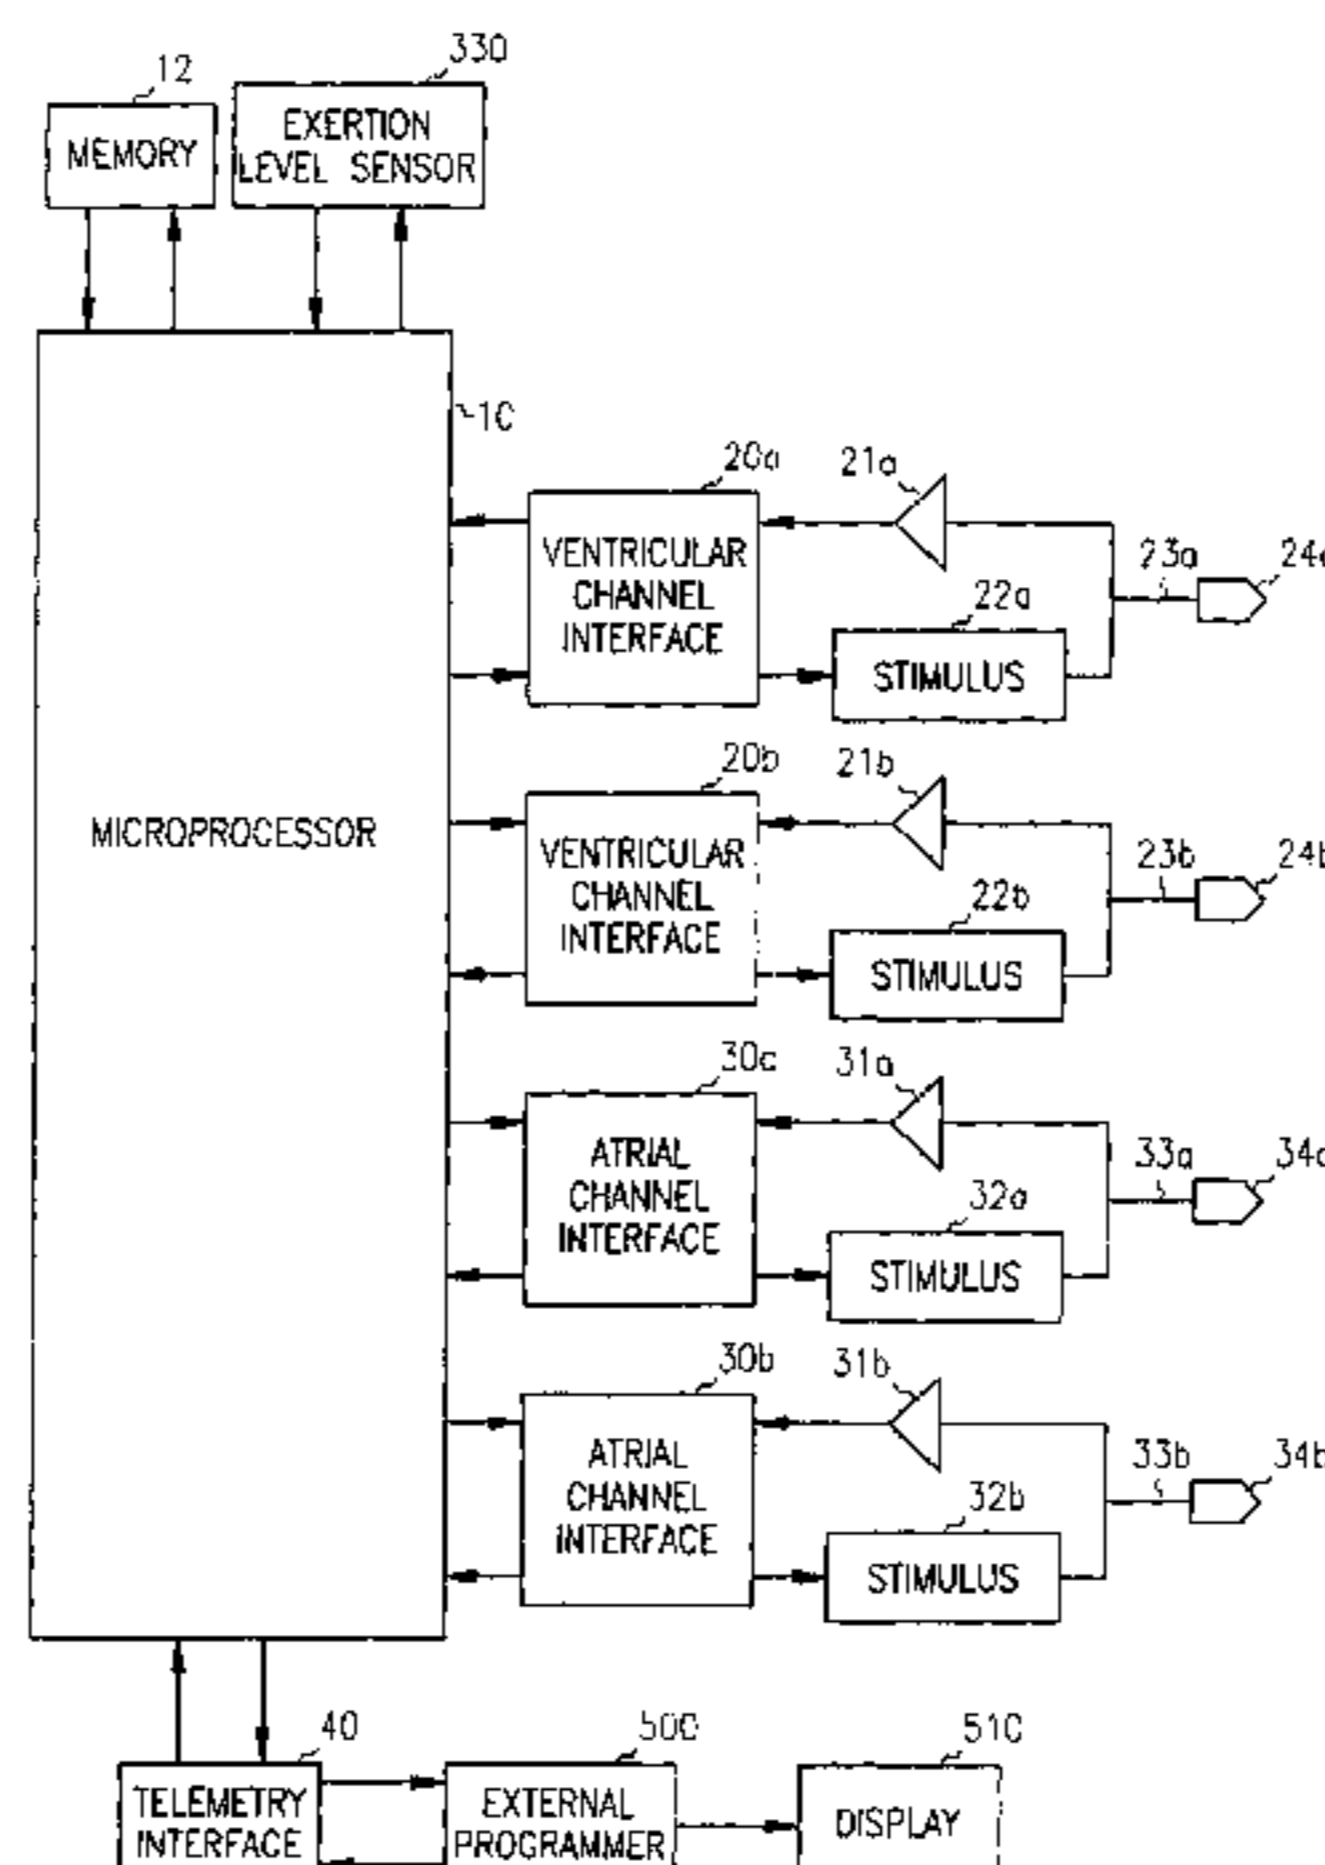 12
330
MEMORY
EXERTION
LEVEL SENSOR
10
MICROPROCESSOR
20a
21a
VENTRICULAR
CHANNEL
INTERFACE
22a
STIMULUS
23a
20b
21b
VENTRICULAR
CHANNEL
INTERFACE
22b
STIMULUS
23b
24b
31a
ATRIAL
CHANNEL
INTERFACE
32a
STIMULUS
33a
30b
31b
ATRIAL
CHANNEL
INTERFACE
32b
STIMULUS
33b
34b
40
500
510
TELEMETRY
INTERFACE
EXTERNAL
PROGRAMMER
DISPLAY